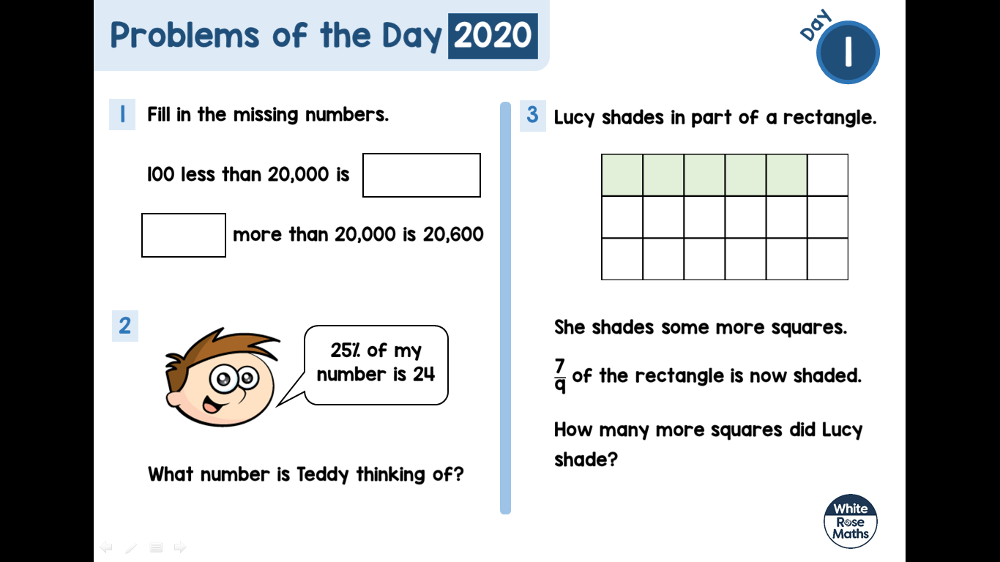 Problems of the Day 2020
Day
1
1 Fill in the missing numbers.
100 less than 20,000 is
more than 20,000 is 20,600
2
25% of my
number is 24
What number is Teddy thinking of?
3 Lucy shades in part of a rectangle.
She shades some more squares.
7/9 of the rectangle is now shaded.
How many more squares did Lucy
shade?
White
Rose
Maths